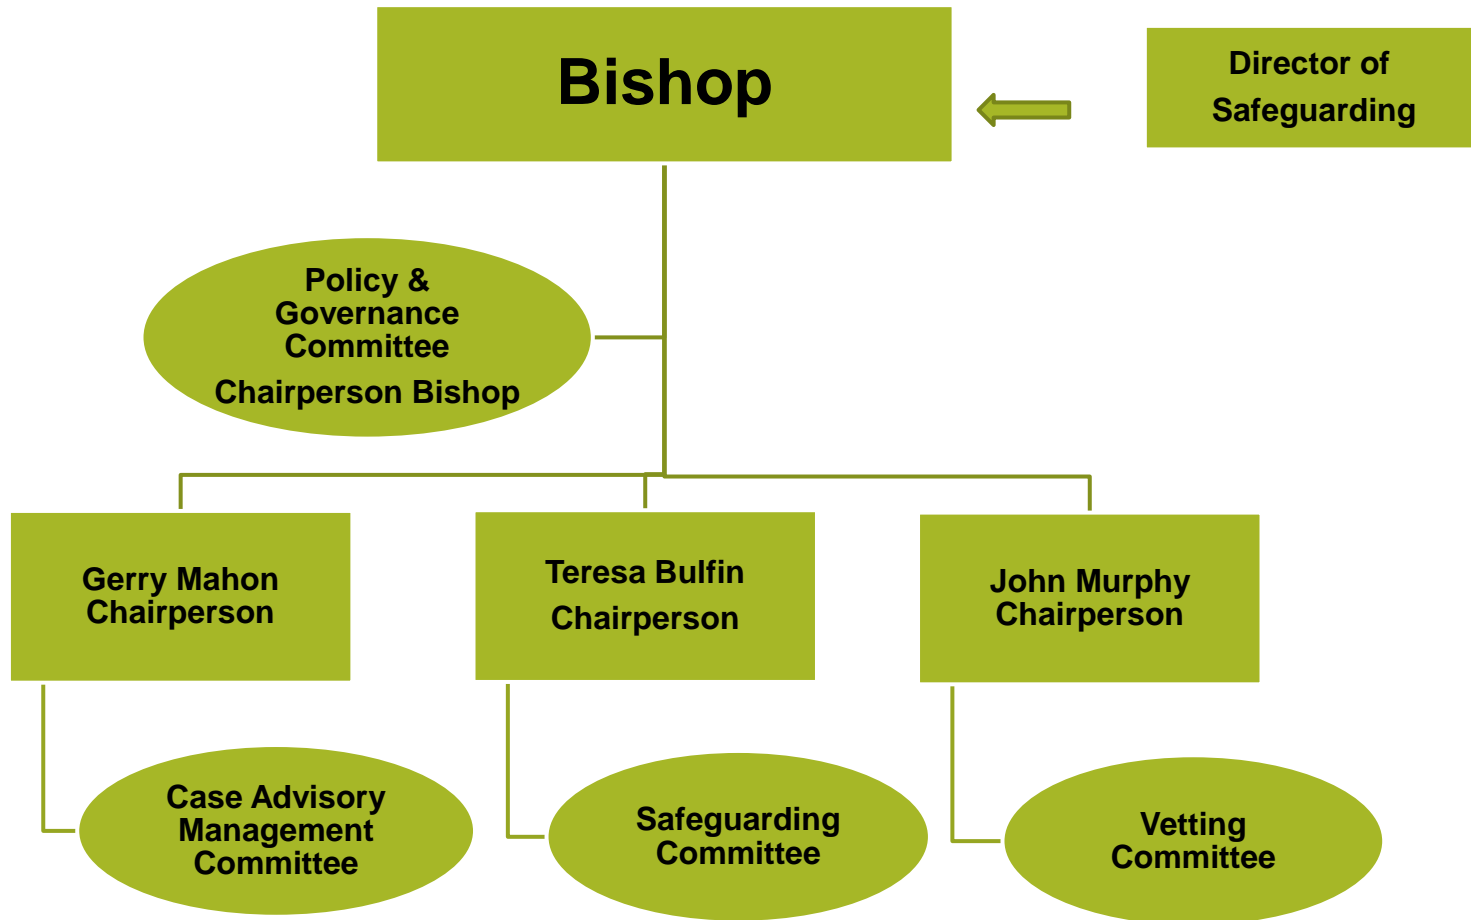 Bishop
Director of
Safeguarding
Policy &
Governance
Committee
Chairperson Bishop
Gerry Mahon
Chairperson
Teresa Bulfin
Chairperson
John Murphy
Chairperson
Case Advisory
Management
Committee
Safeguarding
Committee
Vetting
Committee